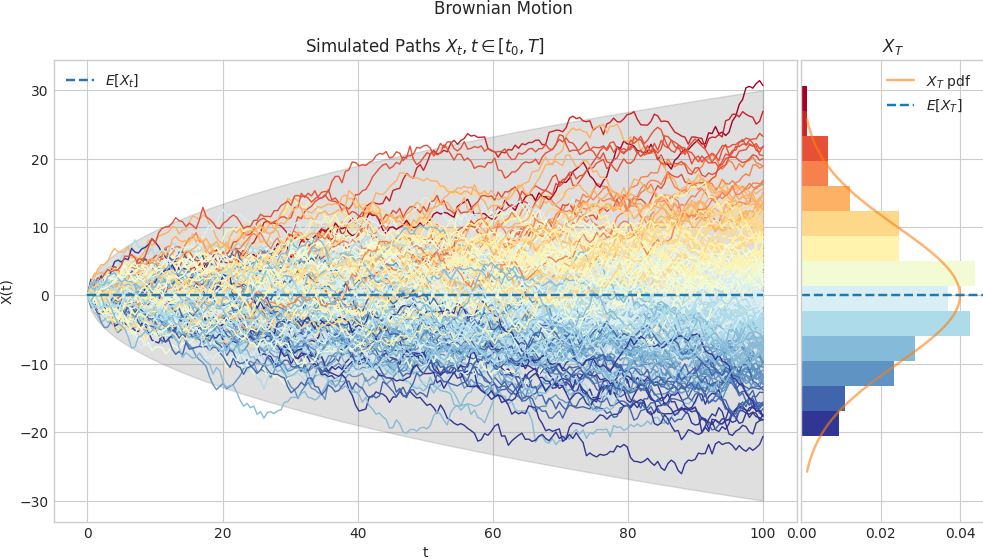 Brownian Motion
Simulated Paths $X_t, t \in [t_0, T]$
$X_T$
E[X_t]
X_T pdf
E[X_T]
X(t)
30
20
10
0
−10
−20
−30
0
20
40
60
80
100
0.00
0.02
0.04
t